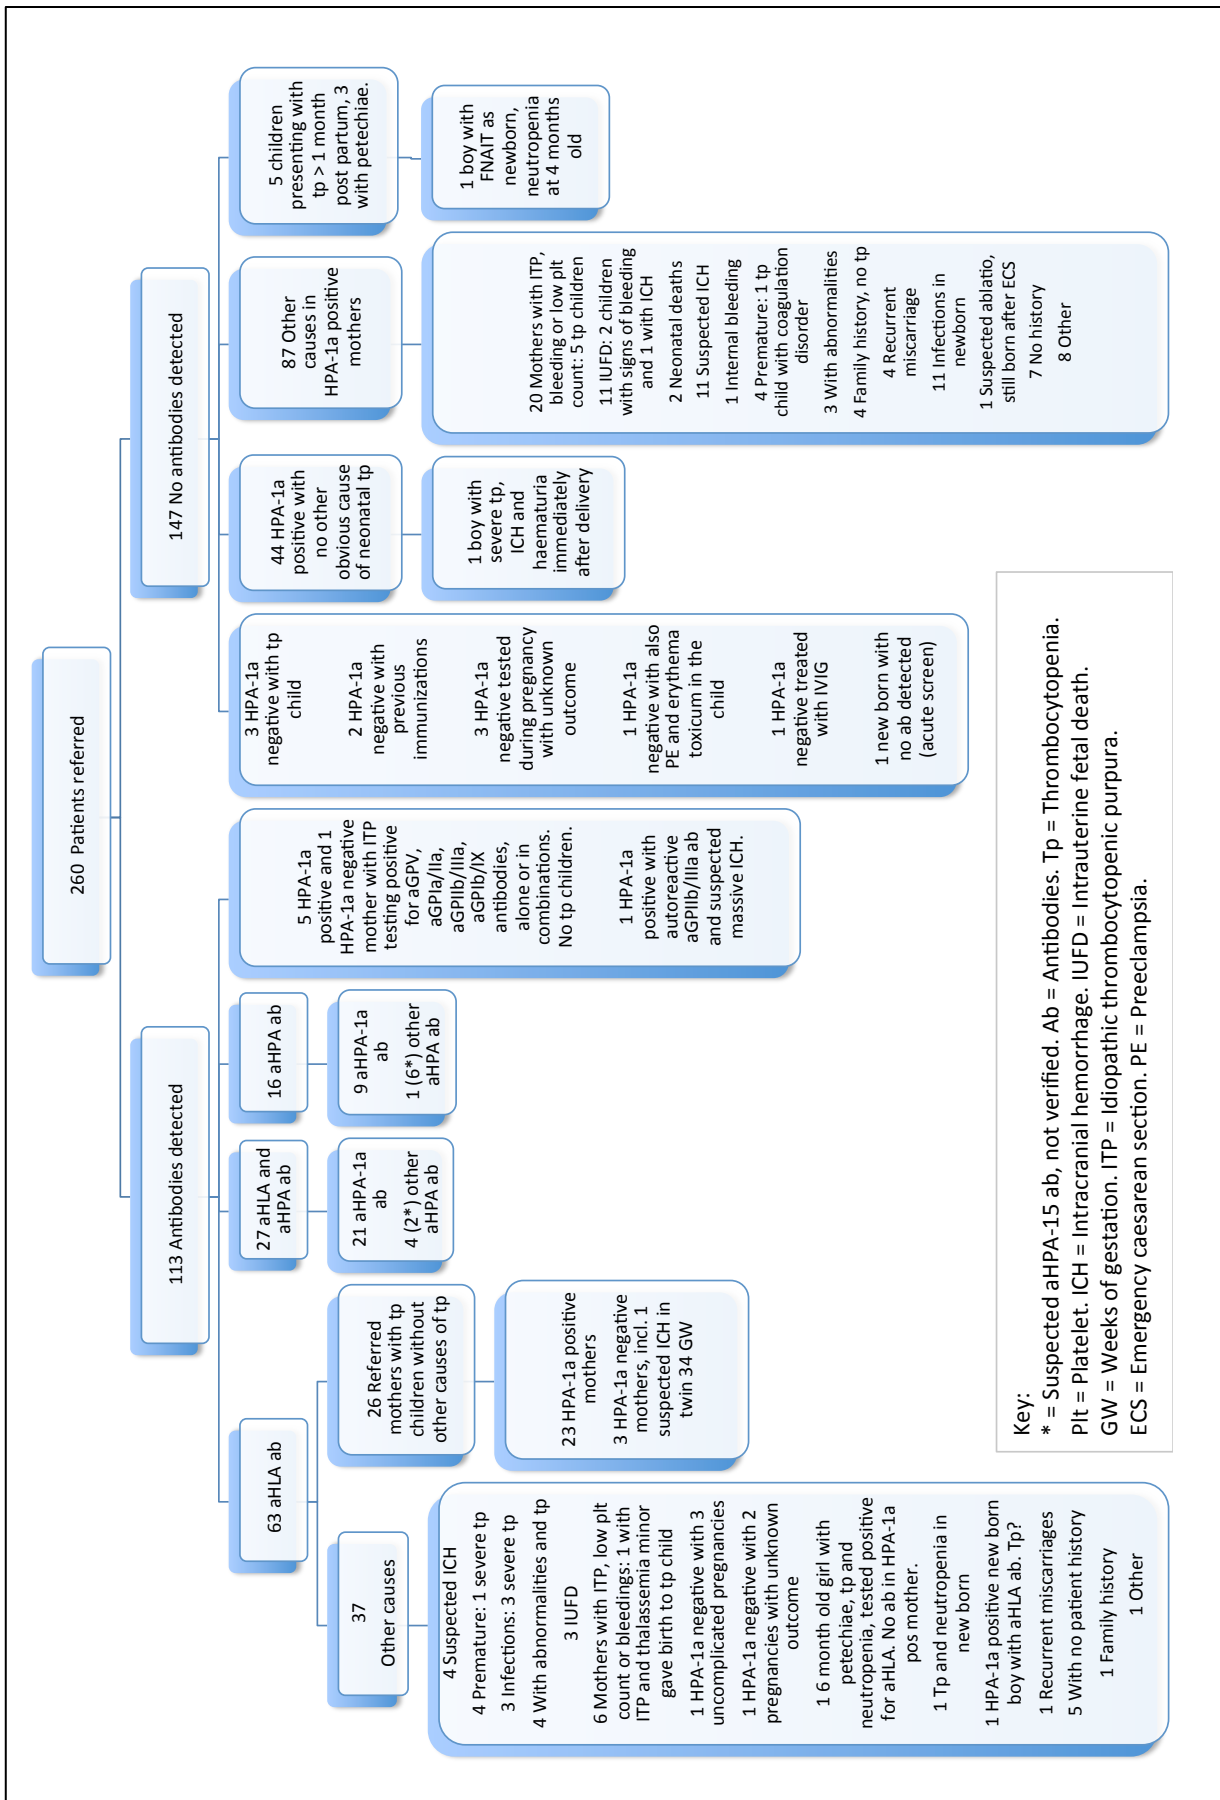 260 Patients referred
113 Antibodies detected
147 No antibodies detected
63 aHLA ab
27 aHLA and
aHPA ab
16 aHPA ab
5 HPA-1a
positive and 1
HPA-1a negative
mother with ITP
testing positive
for aGPV,
aGPIa/IIa,
aGPIIb/IIIa,
aGPIb/IX
antibodies,
alone or in
combinations.
No tp children.
1 HPA-1a
positive with
autoreactive
aGPIIb/IIIa ab
and suspected
massive ICH.
3 HPA-1a
negative with tp
child
2 HPA-1a
negative with
previous
immunizations
3 HPA-1a
negative tested
during pregnancy
with unknown
outcome
1 HPA-1a
negative with also
PE and erythema
toxicum in the
child
1 HPA-1a
negative treated
with IVIG
1 new born with
no ab detected
(acute screen)
44 HPA-1a
positive with
no other
obvious cause
of neonatal tp
87 Other
causes in
HPA-1a positive
mothers
5 children
presenting with
tp > 1 month
post partum, 3
with petechiae.
37
Other causes
26 Referred
mothers with tp
children without
other causes of tp
21 aHPA-1a
ab
4 (2*) other
aHPA ab
9 aHPA-1a
ab
1 (6*) other
aHPA ab
1 boy with
severe tp,
ICH and
haematuria
immediately
after delivery
20 Mothers with ITP,
bleeding or low plt
count: 5 tp children
11 IUFD: 2 children
with signs of bleeding
and 1 with ICH
2 Neonatal deaths
11 Suspected ICH
1 Internal bleeding
4 Premature: 1 tp
child with coagulation
disorder
3 With abnormalities
4 Family history, no tp
4 Recurrent
miscarriage
11 Infections in
newborn
1 Suspected ablatio,
still born after ECS
7 No history
8 Other
1 boy with
FNAIT as
newborn,
neutropenia
at 4 months
old
4 Suspected ICH
4 Premature: 1 severe tp
3 Infections: 3 severe tp
4 With abnormalities and tp
3 IUFD
6 Mothers with ITP, low plt
count or bleedings: 1 with
ITP and thalassemia minor
gave birth to tp child
1 HPA-1a negative with 3
uncomplicated pregnancies
1 HPA-1a negative with 2
pregnancies with unknown
outcome
1 6 month old girl with
petechiae, tp and
neutropenia, tested positive
for aHLA. No ab in HPA-1a
pos mother.
1 Tp and neutropenia in
new born
1 HPA-1a positive new born
boy with aHLA ab. Tp?
1 Recurrent miscarriages
5 With no patient history
1 Family history
1 Other
23 HPA-1a positive
mothers
3 HPA-1a negative
mothers, incl. 1
suspected ICH in
twin 34 GW
Key:
* = Suspected aHPA-15 ab, not verified. Ab = Antibodies. Tp = Thrombocytopenia.
Plt = Platelet. ICH = Intracranial hemorrhage. IUFD = Intrauterine fetal death.
GW = Weeks of gestation. ITP = Idiopathic thrombocytopenic purpura.
ECS = Emergency caesarean section. PE = Preeclampsia.